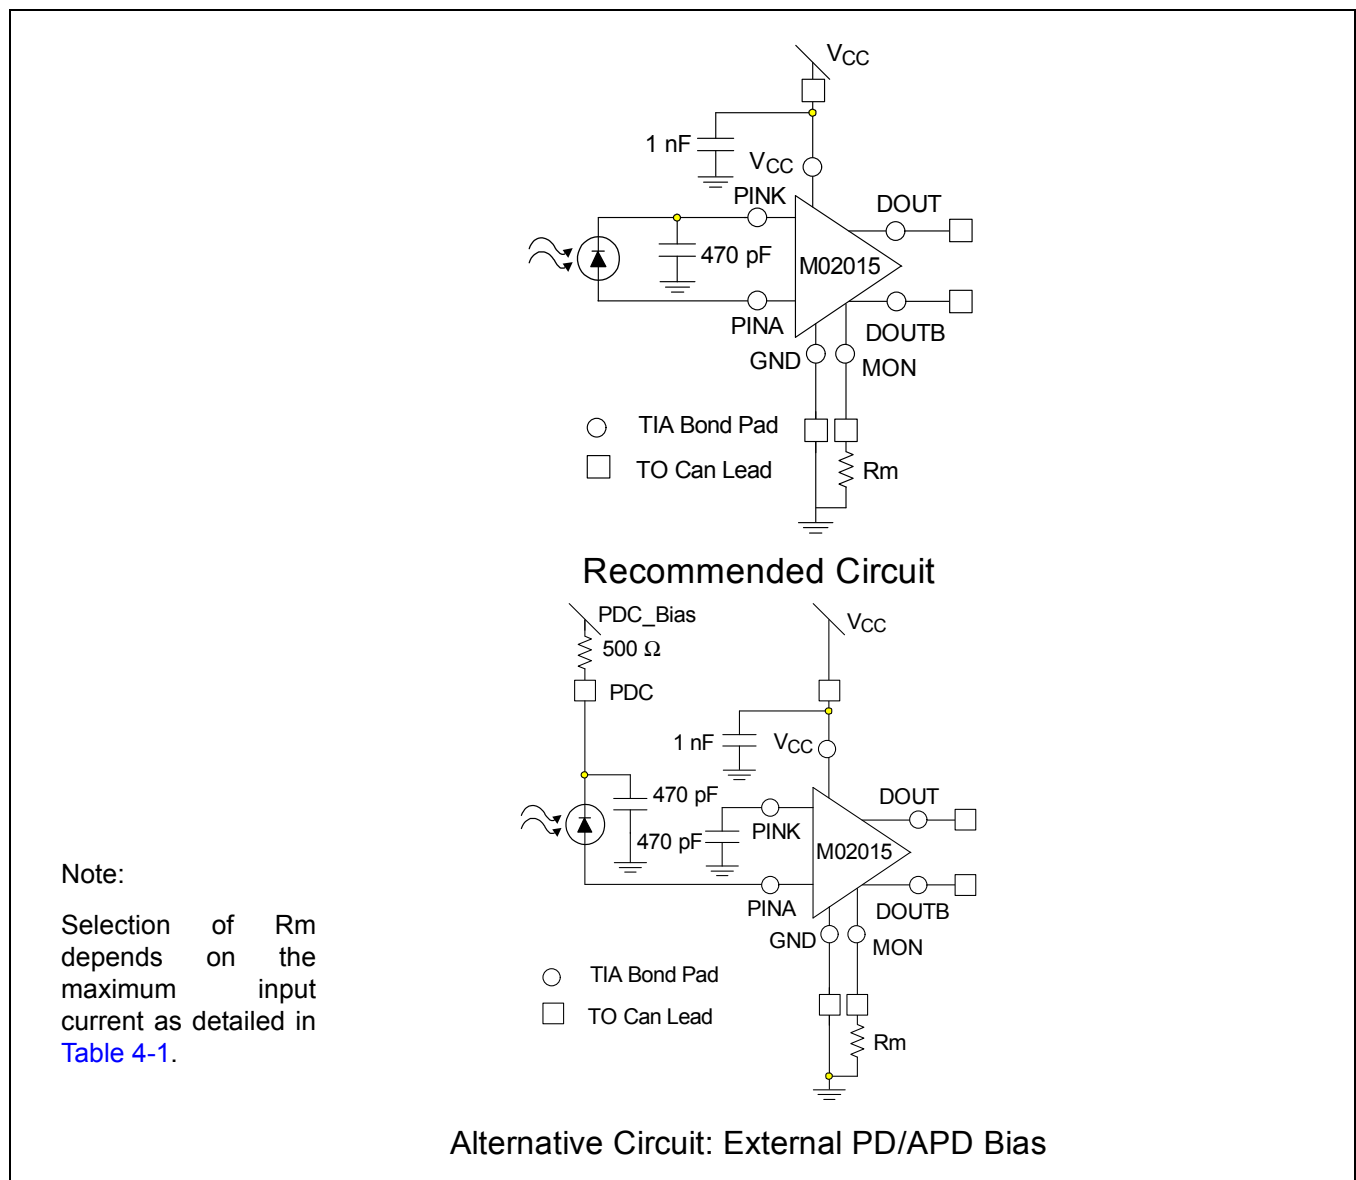 VCC
1 nF
VCC
PINK
DOUT
470 pF
M02015
PINA
DOUTB
GND
MON
TIA Bond Pad
TO Can Lead
Rm
Recommended Circuit
PDC_Bias
VCC
500 Ω
PDC
1 nF
VCC
470 pF
DOUT
470 pF
PINK
M02015
PINA
DOUTB
GND
MON
TIA Bond Pad
TO Can Lead
Rm
Note:
Selection of Rm
depends on the
maximum input
current as detailed in
Table 4-1.
Alternative Circuit: External PD/APD Bias